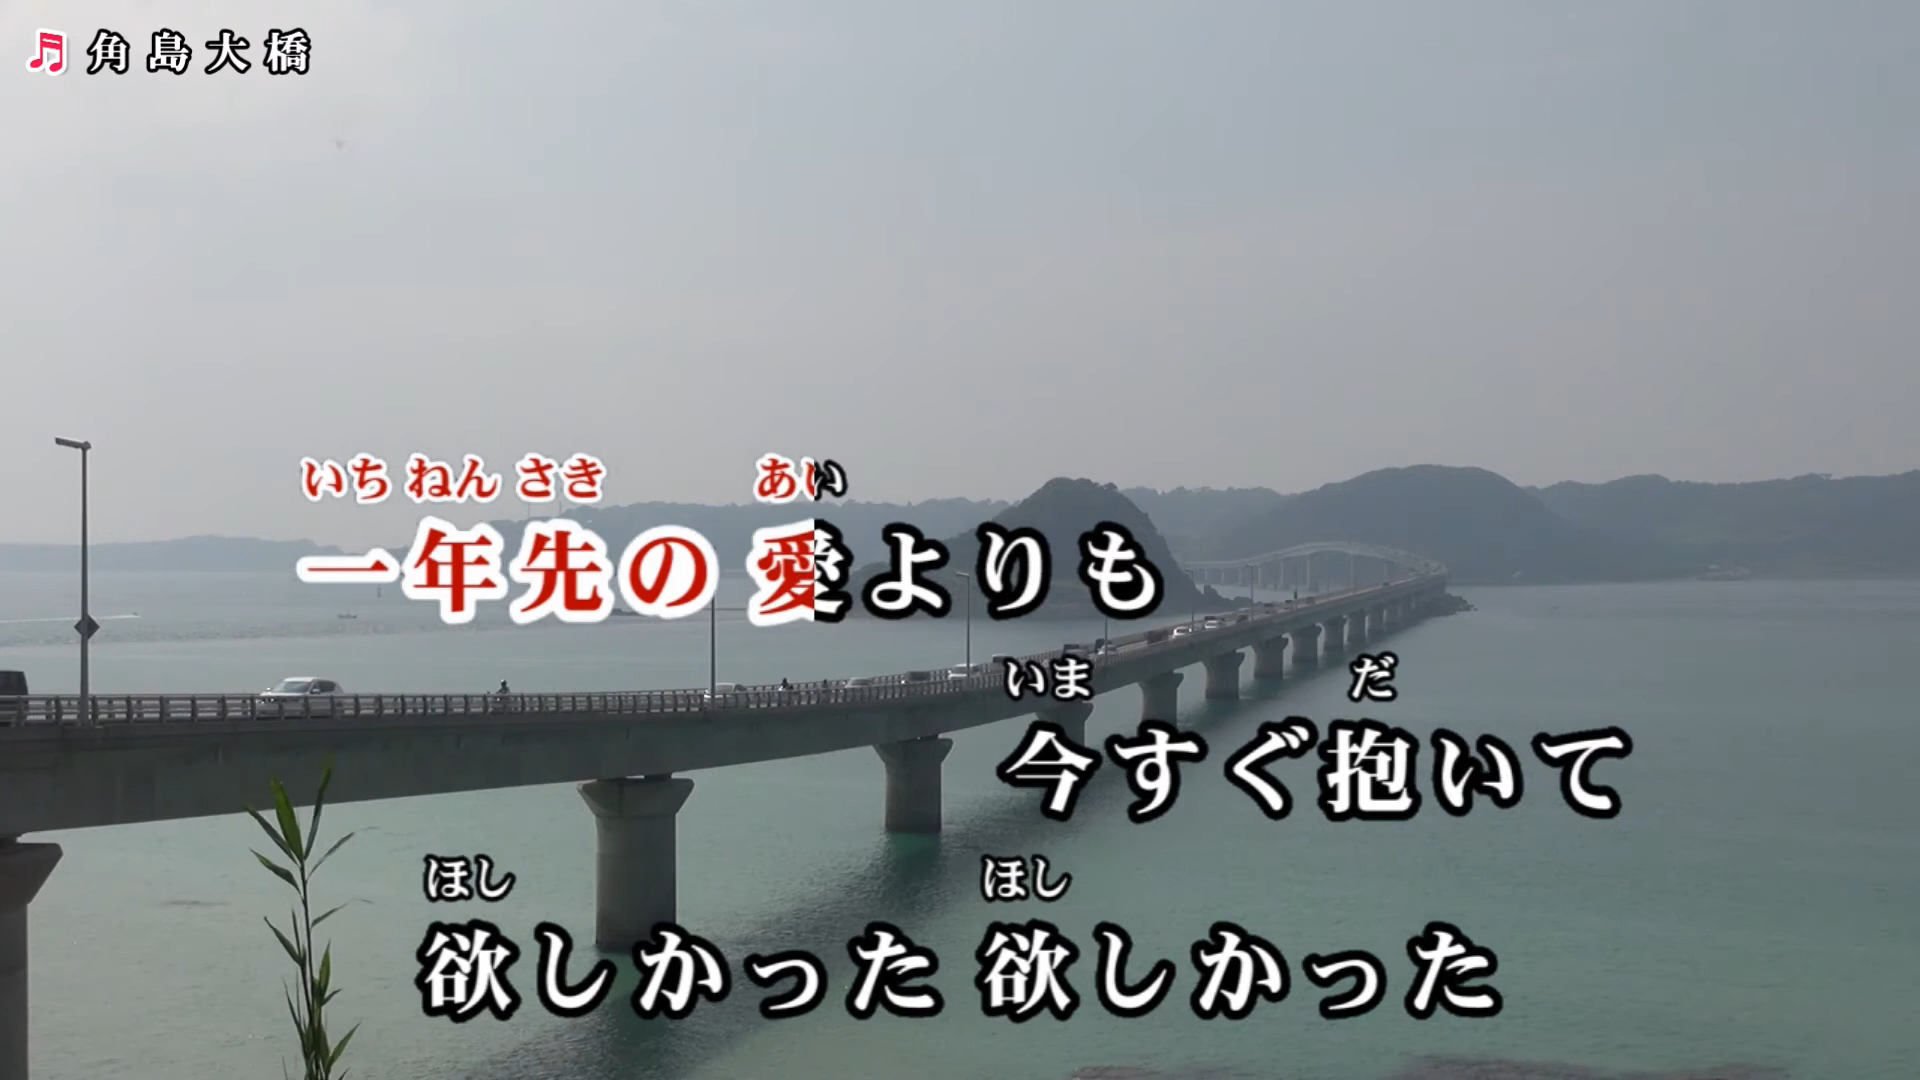 角島大橋
いちねんさき あい
一年先の 愛よりも
いま だ
今すぐ抱いて
ほし ほし
欲しかった 欲しかった